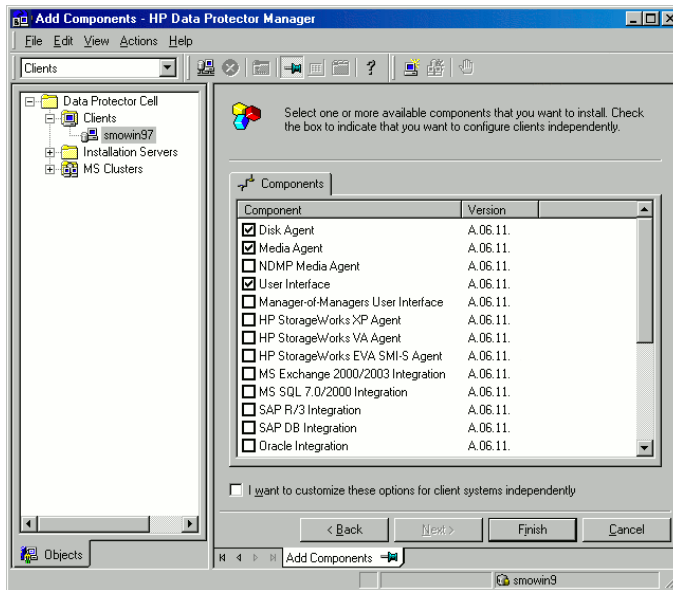 Add Components - HP Data Protector Manager
File Edit View Actions Help
Clients
Data Protector Cell
Clients
smowin97
Installation Servers
MS Clusters
Objects
Select one or more available components that you want to install. Check
the box to indicate that you want to configure clients independently.
Components
Component Version
Disk Agent A.06.11.
Media Agent A.06.11.
NDMP Media Agent A.06.11.
User Interface A.06.11.
Manager-of-Managers User Interface A.06.11.
HP StorageWorks XP Agent A.06.11.
HP StorageWorks VA Agent A.06.11.
HP StorageWorks EVA SMI-S Agent A.06.11.
MS Exchange 2000/2003 Integration A.06.11.
MS SQL 7.0/2000 Integration A.06.11.
SAP R/3 Integration A.06.11.
SAP DB Integration A.06.11.
Oracle Integration A.06.11.
I want to customize these options for client systems independently
< Back Next > Finish Cancel
Add Components
smowin9